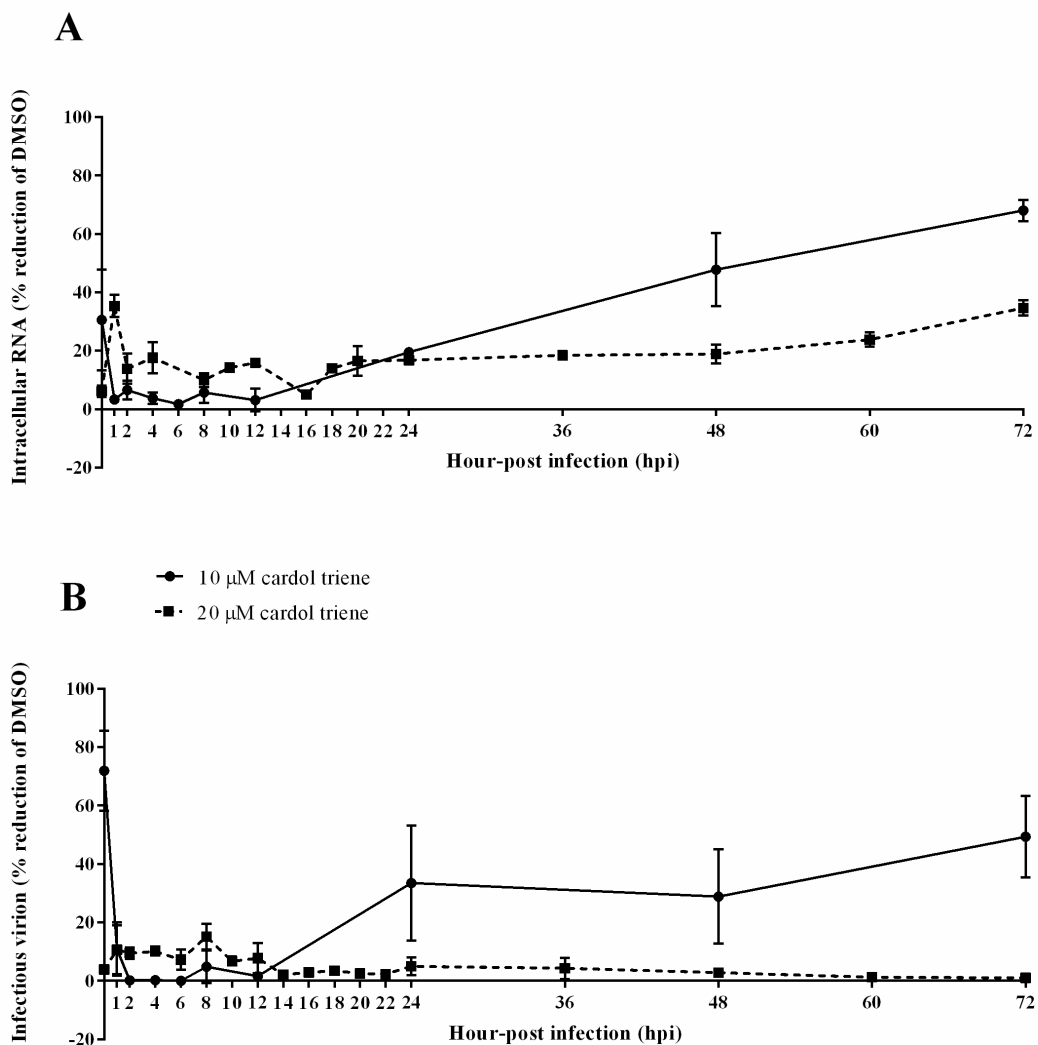 A
Intracellular RNA (% reduction of DMSO)
100
80
60
40
20
0
-20
1 2 4 6 8 10 12 14 16 18 20 22 24 36 48 60 72
Hour-post infection (hpi)
B
10 μM cardol triene
20 μM cardol triene
Infectious virion (% reduction of DMSO)
100
80
60
40
20
0
-20
1 2 4 6 8 10 12 14 16 18 20 22 24 36 48 60 72
Hour-post infection (hpi)